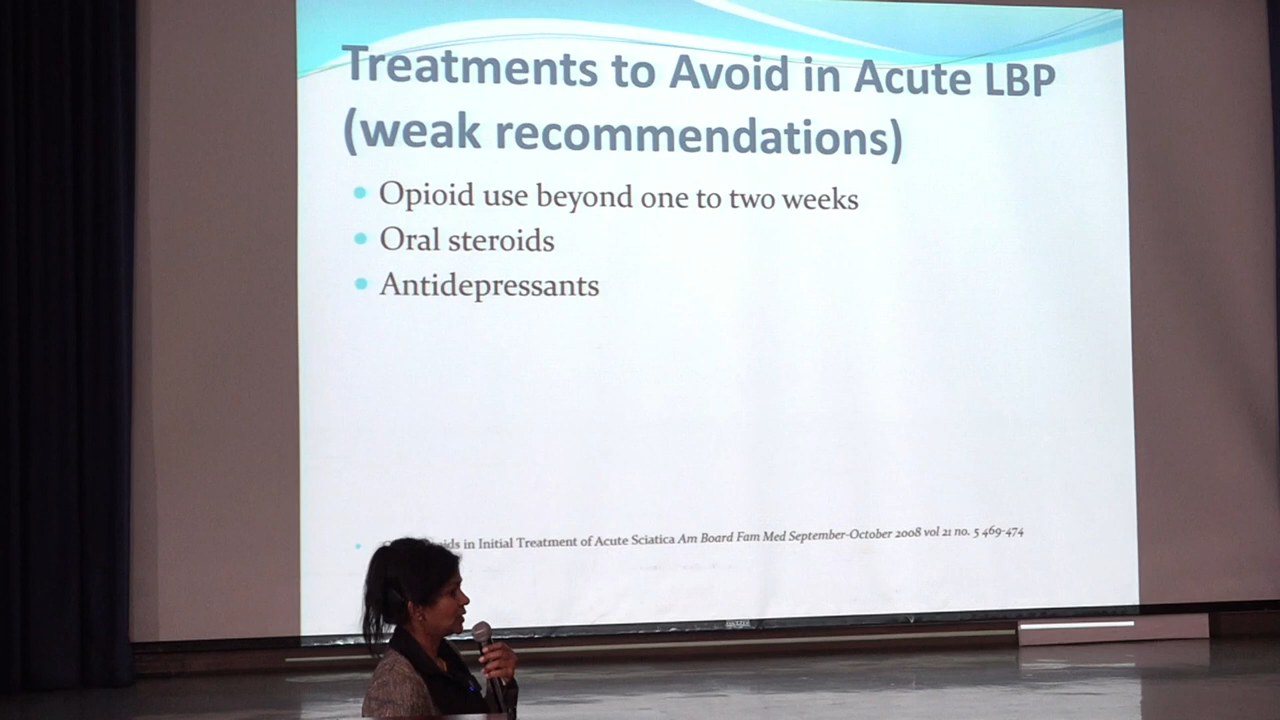 Treatments to Avoid in Acute LBP
(weak recommendations)
Opioid use beyond one to two weeks
Oral steroids
Antidepressants
in Initial Treatment of Acute Sciatica Am Board Fam Med September-October 2008 vol 21 no. 5 469-474